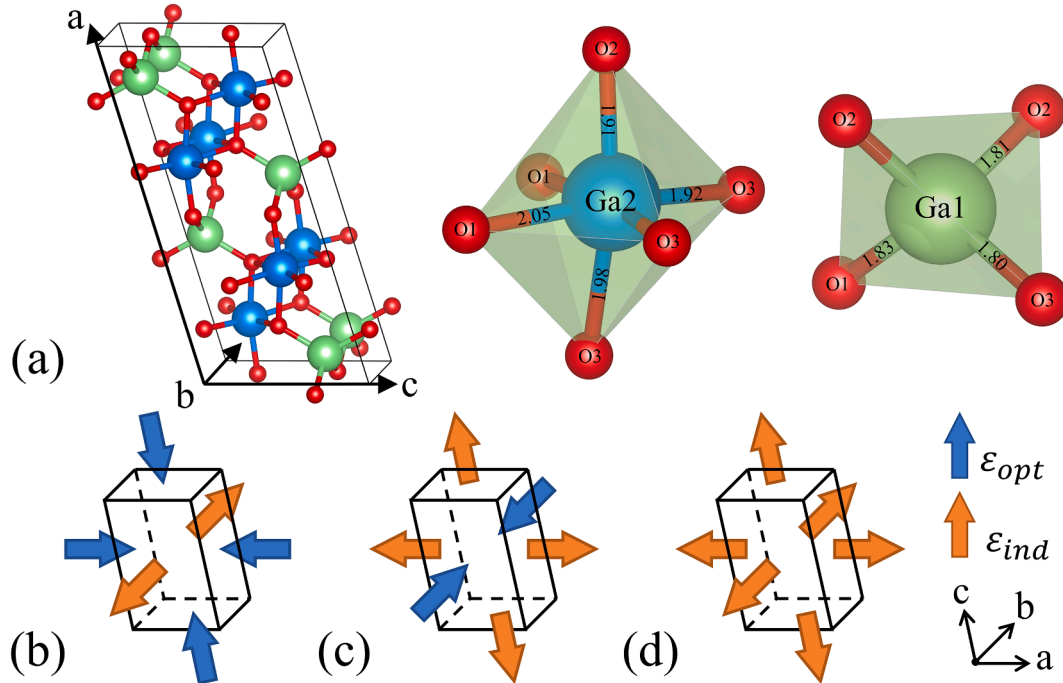 a
b
c
(a)
O2
1.91
O1
Ga2
1.92
O3
O1
2.05
O3
1.98
O3
O2
O2
1.81
Ga1
1.83
1.80
O1
O3
(b)
(c)
(d)
ε_opt
ε_ind
c
b
a